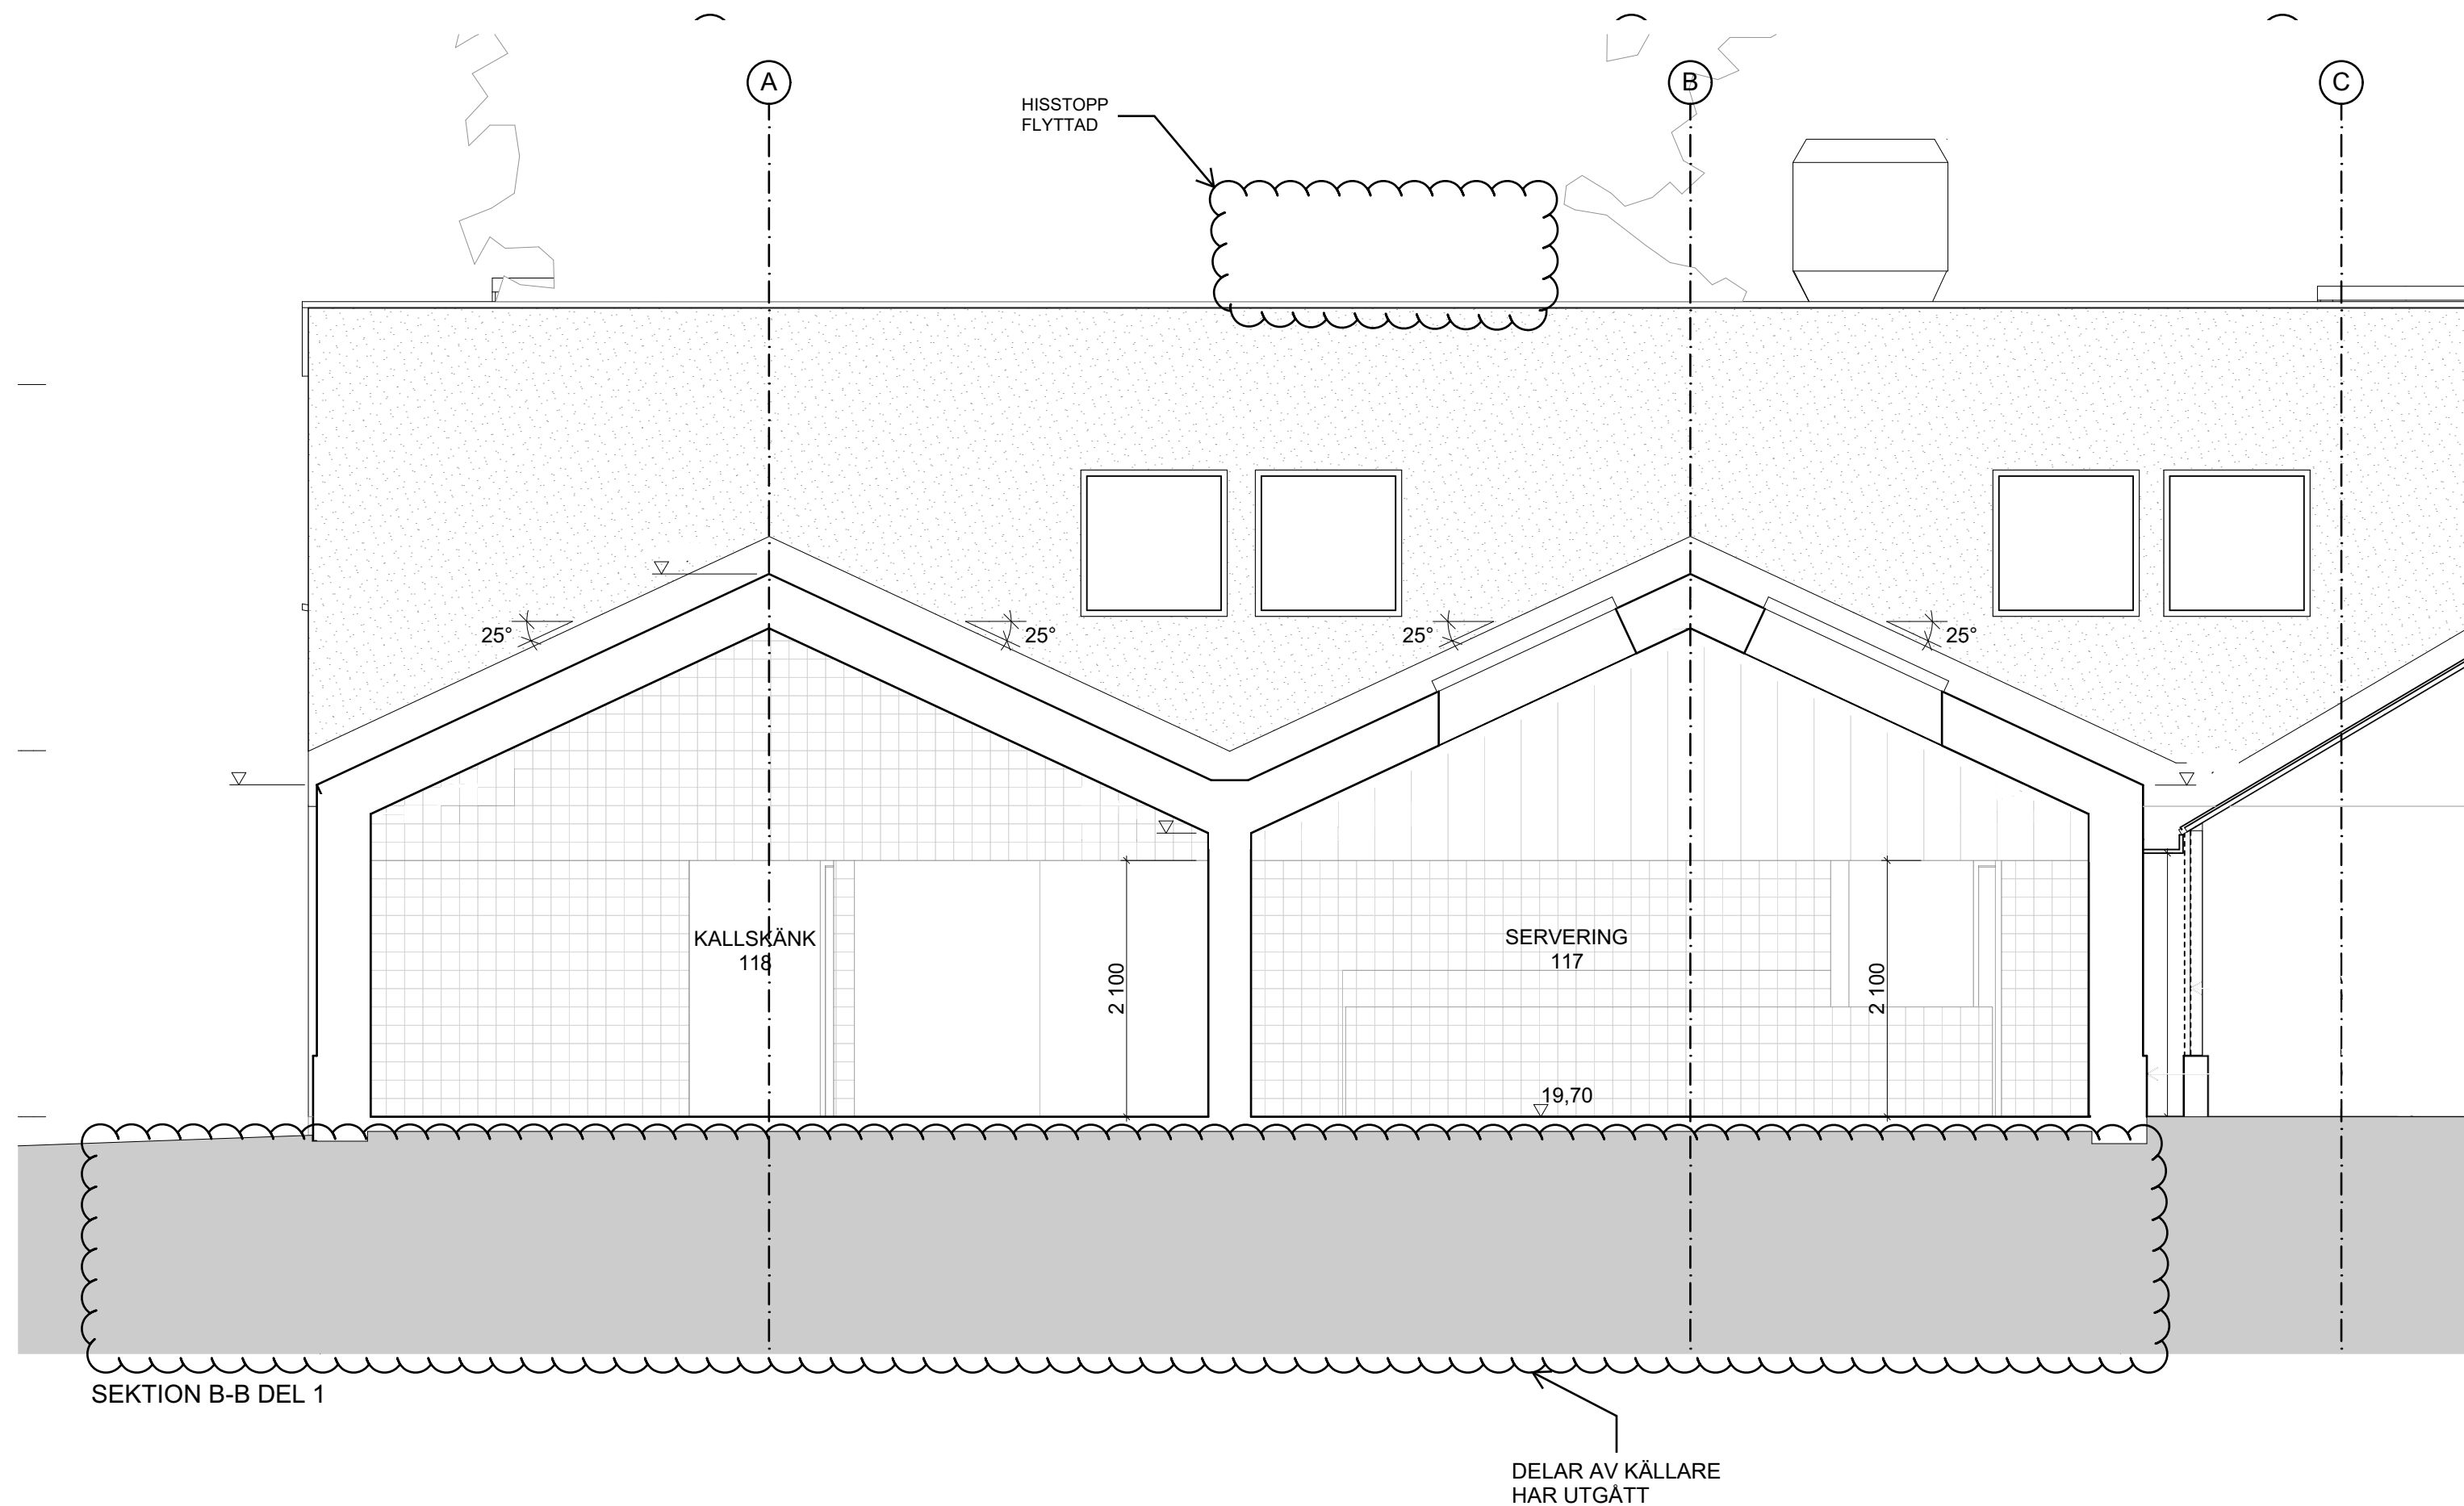 A
B
C
HISSTOPP
FLYTTAD
25°
25°
25°
25°
KALLSKÄNK
118
SERVERING
117
2 100
2 100
19,70
SEKTION B-B DEL 1
DELAR AV KÄLLARE
HAR UTGÅTT